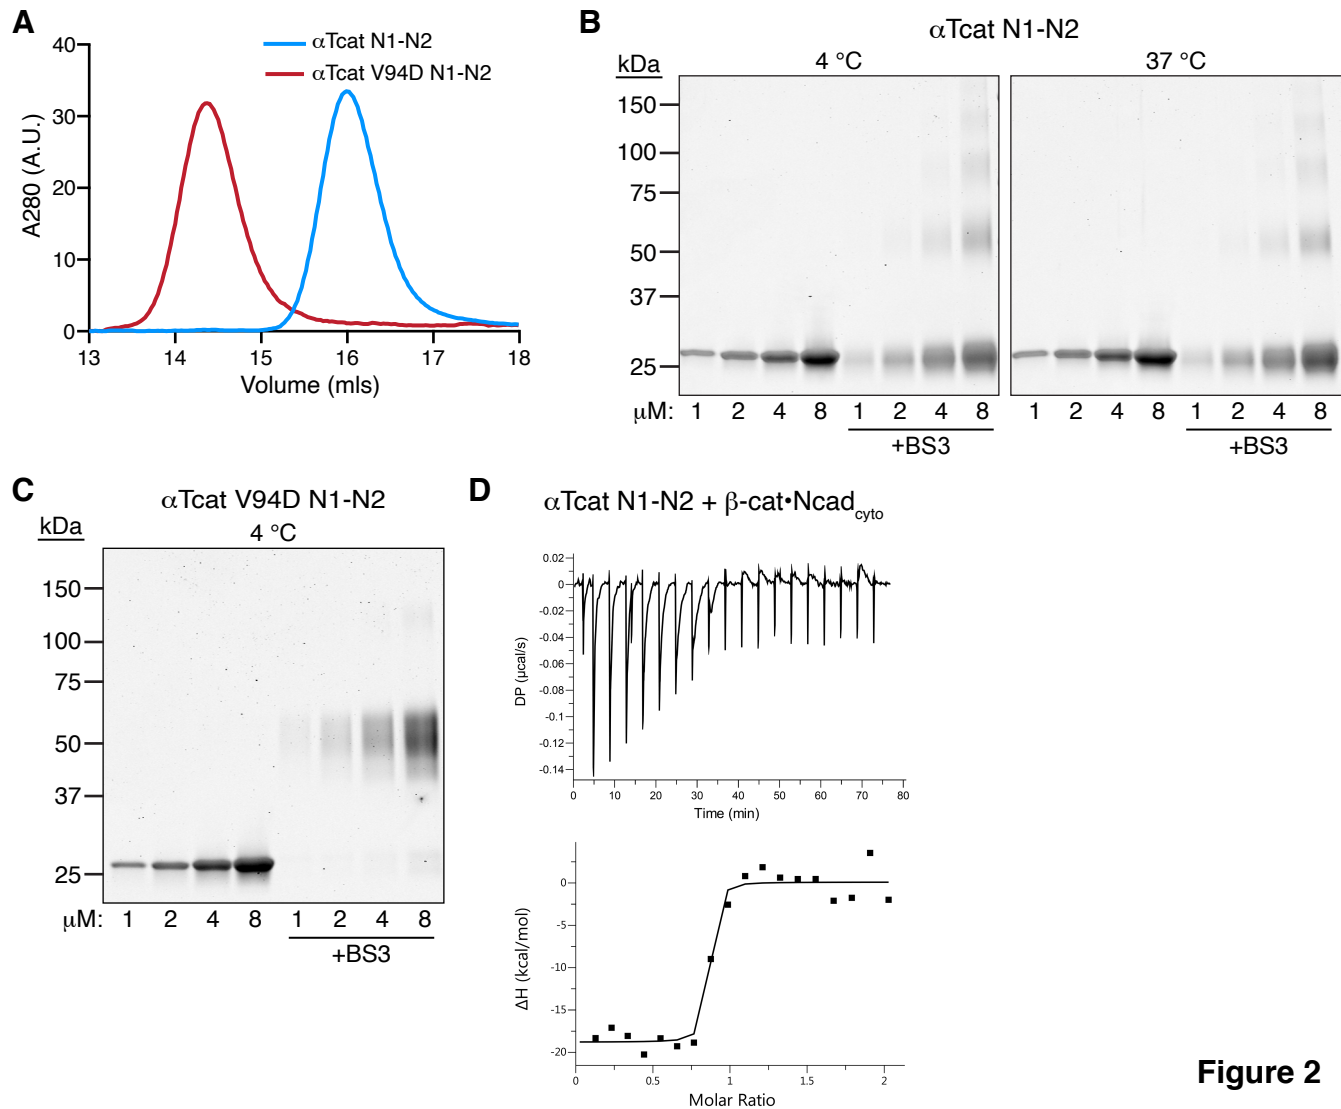 A
αTcat N1-N2
αTcat V94D N1-N2
40
30
20
10
0
A280 (A.U.)
13 14 15 16 17 18
Volume (mls)
B
αTcat N1-N2
kDa
4 °C
37 °C
150
100
75
50
37
25
μM: 1 2 4 8 1 2 4 8 1 2 4 8 1 2 4 8
+BS3
+BS3
C
αTcat V94D N1-N2
kDa
4 °C
150
100
75
50
37
25
μM: 1 2 4 8 1 2 4 8
+BS3
D
αTcat N1-N2 + β-cat•Ncadcyto
0.02
0
-0.02
-0.04
-0.06
-0.08
-0.1
-0.12
-0.14
DP (μcal/s)
0 10 20 30 40 50 60 70 80
Time (min)
0
-5
-10
-15
-20
ΔH (kcal/mol)
0 0.5 1 1.5 2
Molar Ratio
Figure 2